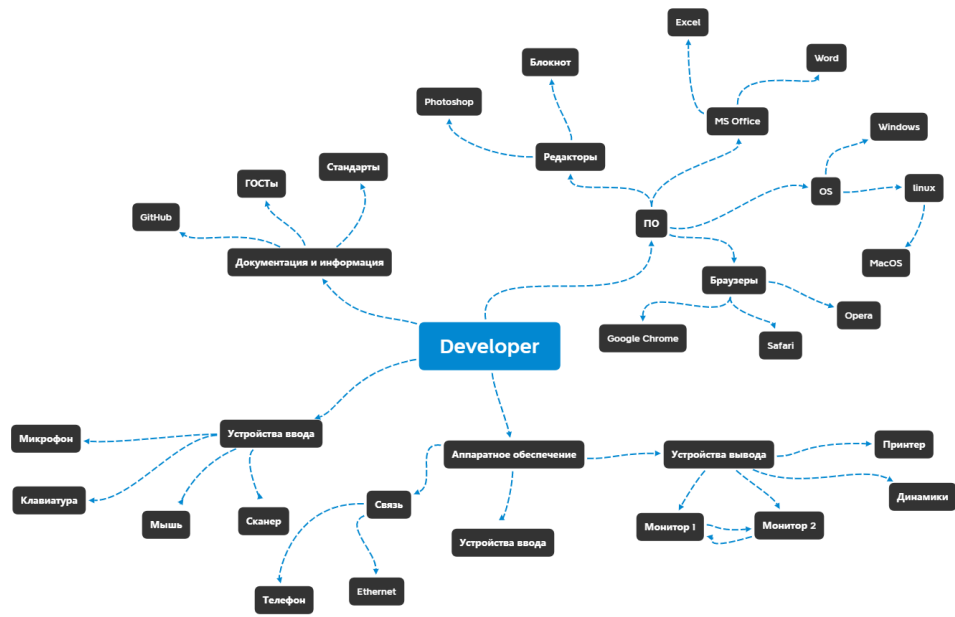 Excel
Word
Блокнот
Photoshop
MS Office
Windows
Редакторы
Стандарты
ГОСТы
OS
linux
GitHub
ПО
Документация и информация
MacOS
Браузеры
Opera
Google Chrome
Safari
Developer
Микрофон
Устройства ввода
Аппаратное обеспечение
Устройства вывода
Принтер
Клавиатура
Мышь
Сканер
Связь
Динамики
Монитор 1
Монитор 2
Устройства ввода
Телефон
Ethernet